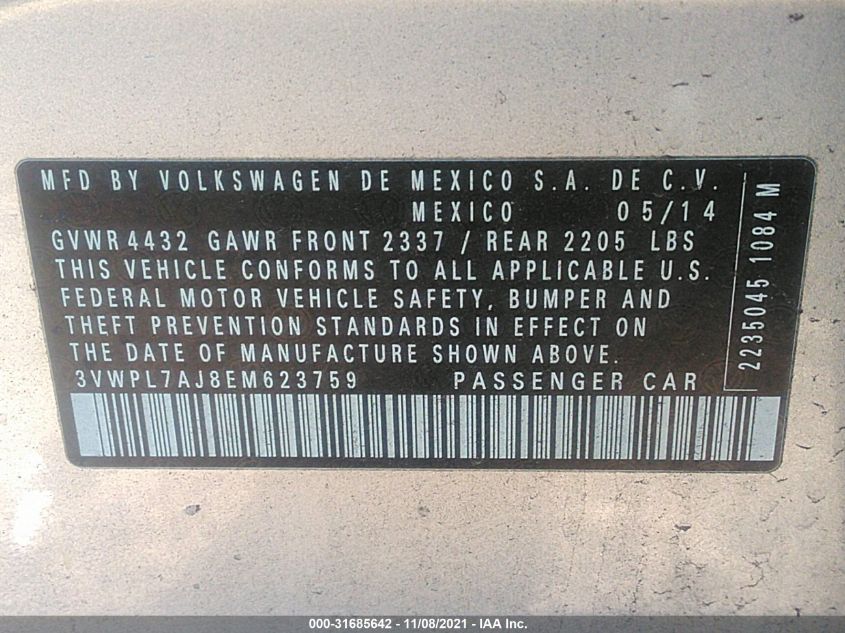 MFD BY VOLKSWAGEN DE MEXICO S.A. DE C.V.
MEXICO 05/14
GVWR 4432 GAWR FRONT 2337 / REAR 2205 LBS
THIS VEHICLE CONFORMS TO ALL APPLICABLE U.S.
FEDERAL MOTOR VEHICLE SAFETY, BUMPER AND
THEFT PREVENTION STANDARDS IN EFFECT ON
THE DATE OF MANUFACTURE SHOWN ABOVE.
3VWPL7AJ8EM623759 PASSENGER CAR
2235045 1084 M
000-31685642 - 11/08/2021 - IAA Inc.